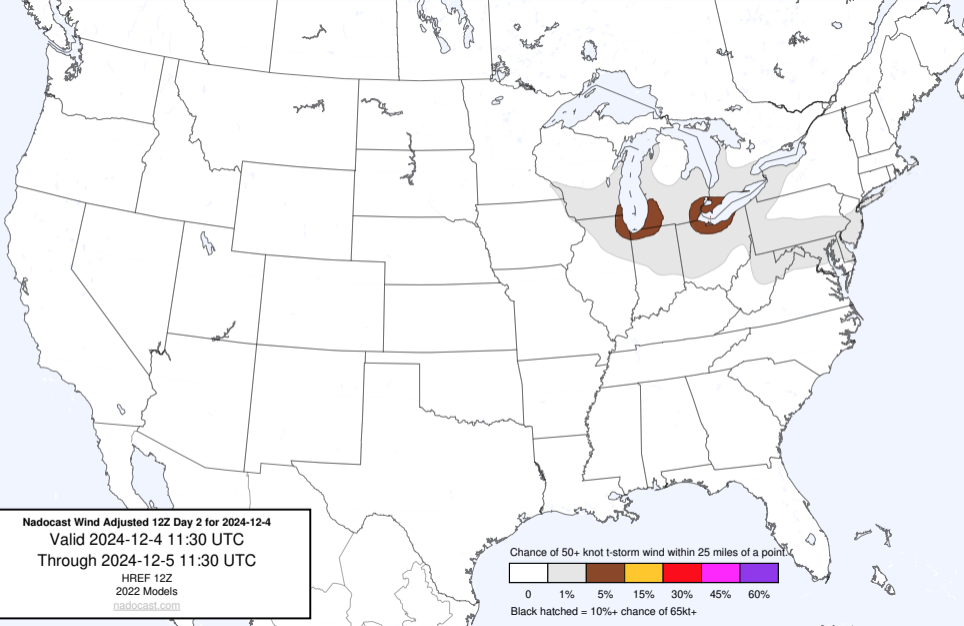 Nadocast Wind Adjusted 12Z Day 2 for 2024-12-4
Valid 2024-12-4 11:30 UTC
Through 2024-12-5 11:30 UTC
HREF 12Z
2022 Models
nadocast.com
Chance of 50+ knot t-storm wind within 25 miles of a point.
0 1% 5% 15% 30% 45% 60%
Black hatched = 10%+ chance of 65kt+